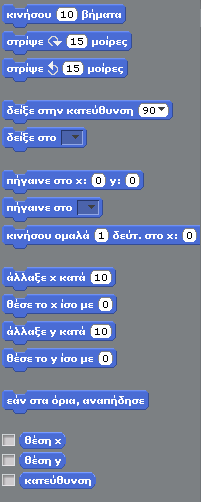 κινήσου 10 βήματα
στρίψε 15 μοίρες
στρίψε 15 μοίρες
δείξε στην κατεύθυνση 90
δείξε στο
πήγαινε στο x: 0 y: 0
πήγαινε στο
κινήσου ομαλά 1 δεύτ. στο x: 0
άλλαξε x κατά 10
θέσε το x ίσο με 0
άλλαξε y κατά 10
θέσε το y ίσο με 0
εάν στα όρια, αναπήδησε
θέση x
θέση y
κατεύθυνση